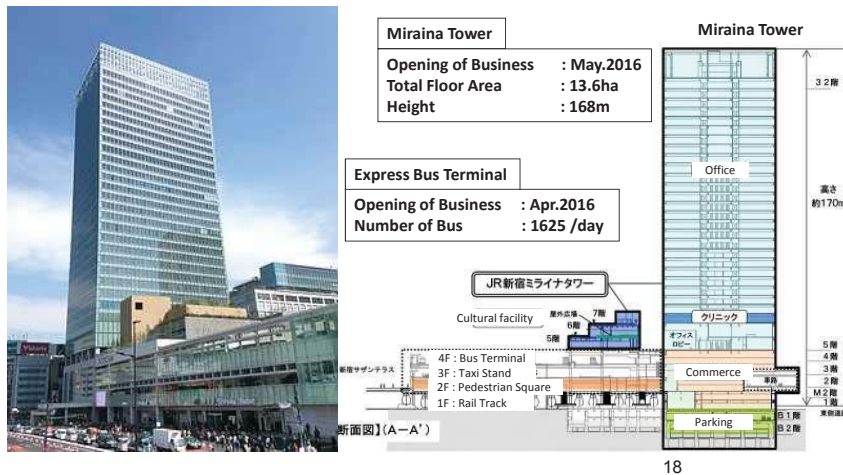 Miraina Tower
Opening of Business : May.2016
Total Floor Area : 13.6ha
Height : 168m
Express Bus Terminal
Opening of Business : Apr.2016
Number of Bus : 1625 /day
Miraina Tower
32階
Office
高さ
約170m
JR新宿ミライナタワー
Cultural facility
屋外広場
7階
6階
5階
クリニック
オフィス
ロビー
新宿サザンテラス
4F : Bus Terminal
3F : Taxi Stand
2F : Pedestrian Square
1F : Rail Track
Commerce
車路
5階
4階
3階
2階
M2階
1階
Parking
B1階
B2階
断面図】(A-A')
18